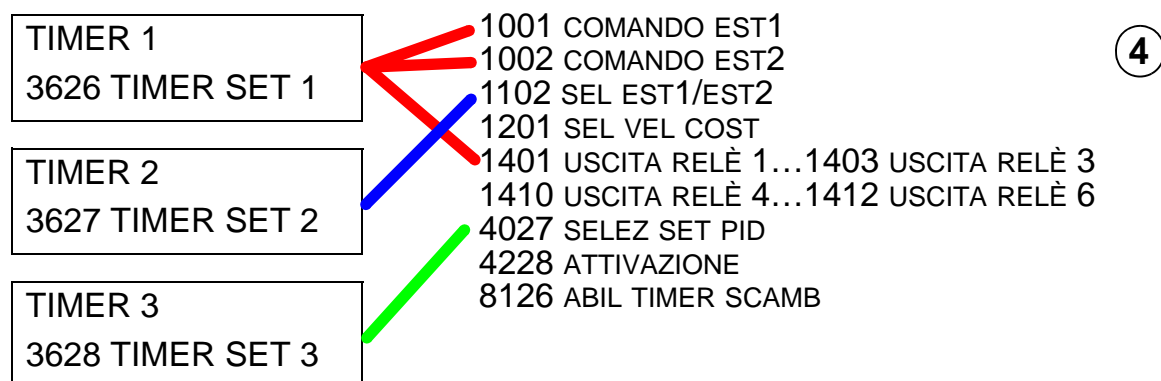 TIMER 1
3626 TIMER SET 1
TIMER 2
3627 TIMER SET 2
TIMER 3
3628 TIMER SET 3
1001 COMANDO EST1
1002 COMANDO EST2
1102 SEL EST1/EST2
1201 SEL VEL COST
1401 USCITA RELÈ 1…1403 USCITA RELÈ 3
1410 USCITA RELÈ 4…1412 USCITA RELÈ 6
4027 SELEZ SET PID
4228 ATTIVAZIONE
8126 ABIL TIMER SCAMB
4